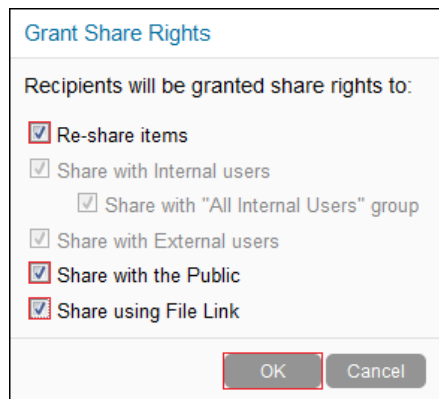 Grant Share Rights
Recipients will be granted share rights to:
Re-share items
Share with Internal users
Share with "All Internal Users" group
Share with External users
Share with the Public
Share using File Link
OK Cancel